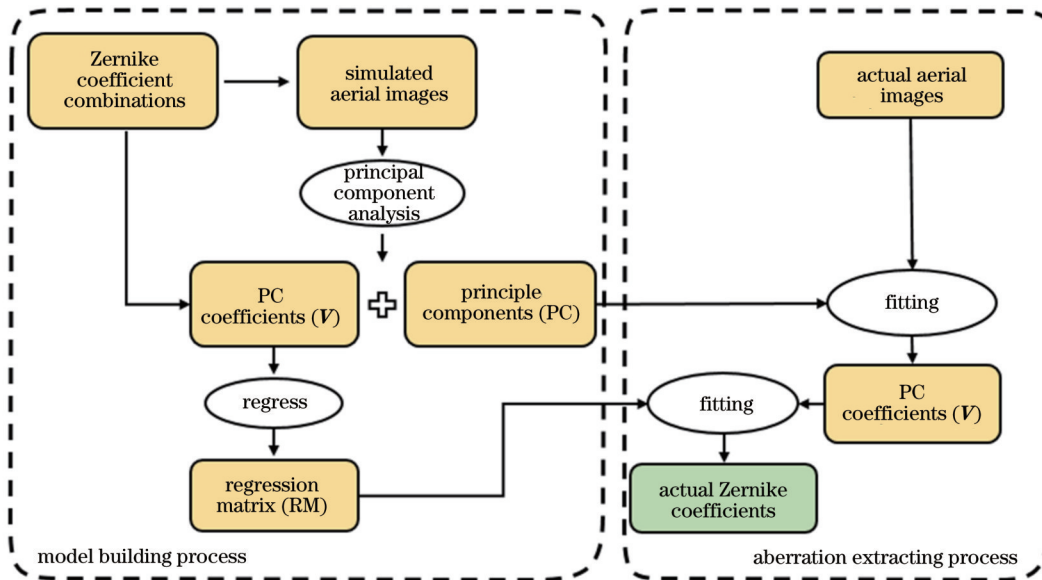 Zernike
coefficient
combinations
simulated
aerial images
principal
component
analysis
PC
coefficients (V)
principle
components (PC)
regress
regression
matrix (RM)
model building process
actual aerial
images
fitting
PC
coefficients (V)
fitting
actual Zernike
coefficients
aberration extracting process